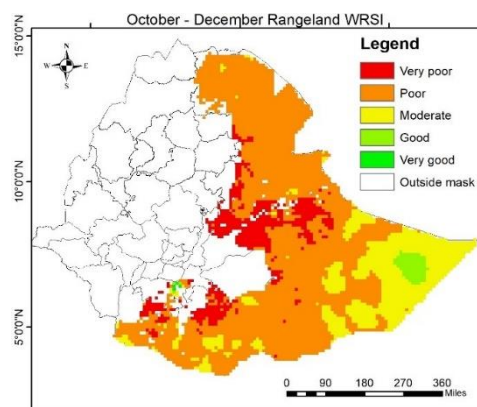 October - December Rangeland WRSI
15°0'0"N
10°0'0"N
5°0'0"N
N
W E
S
Legend
Very poor
Poor
Moderate
Good
Very good
Outside mask
0 90 180 270 360
Miles